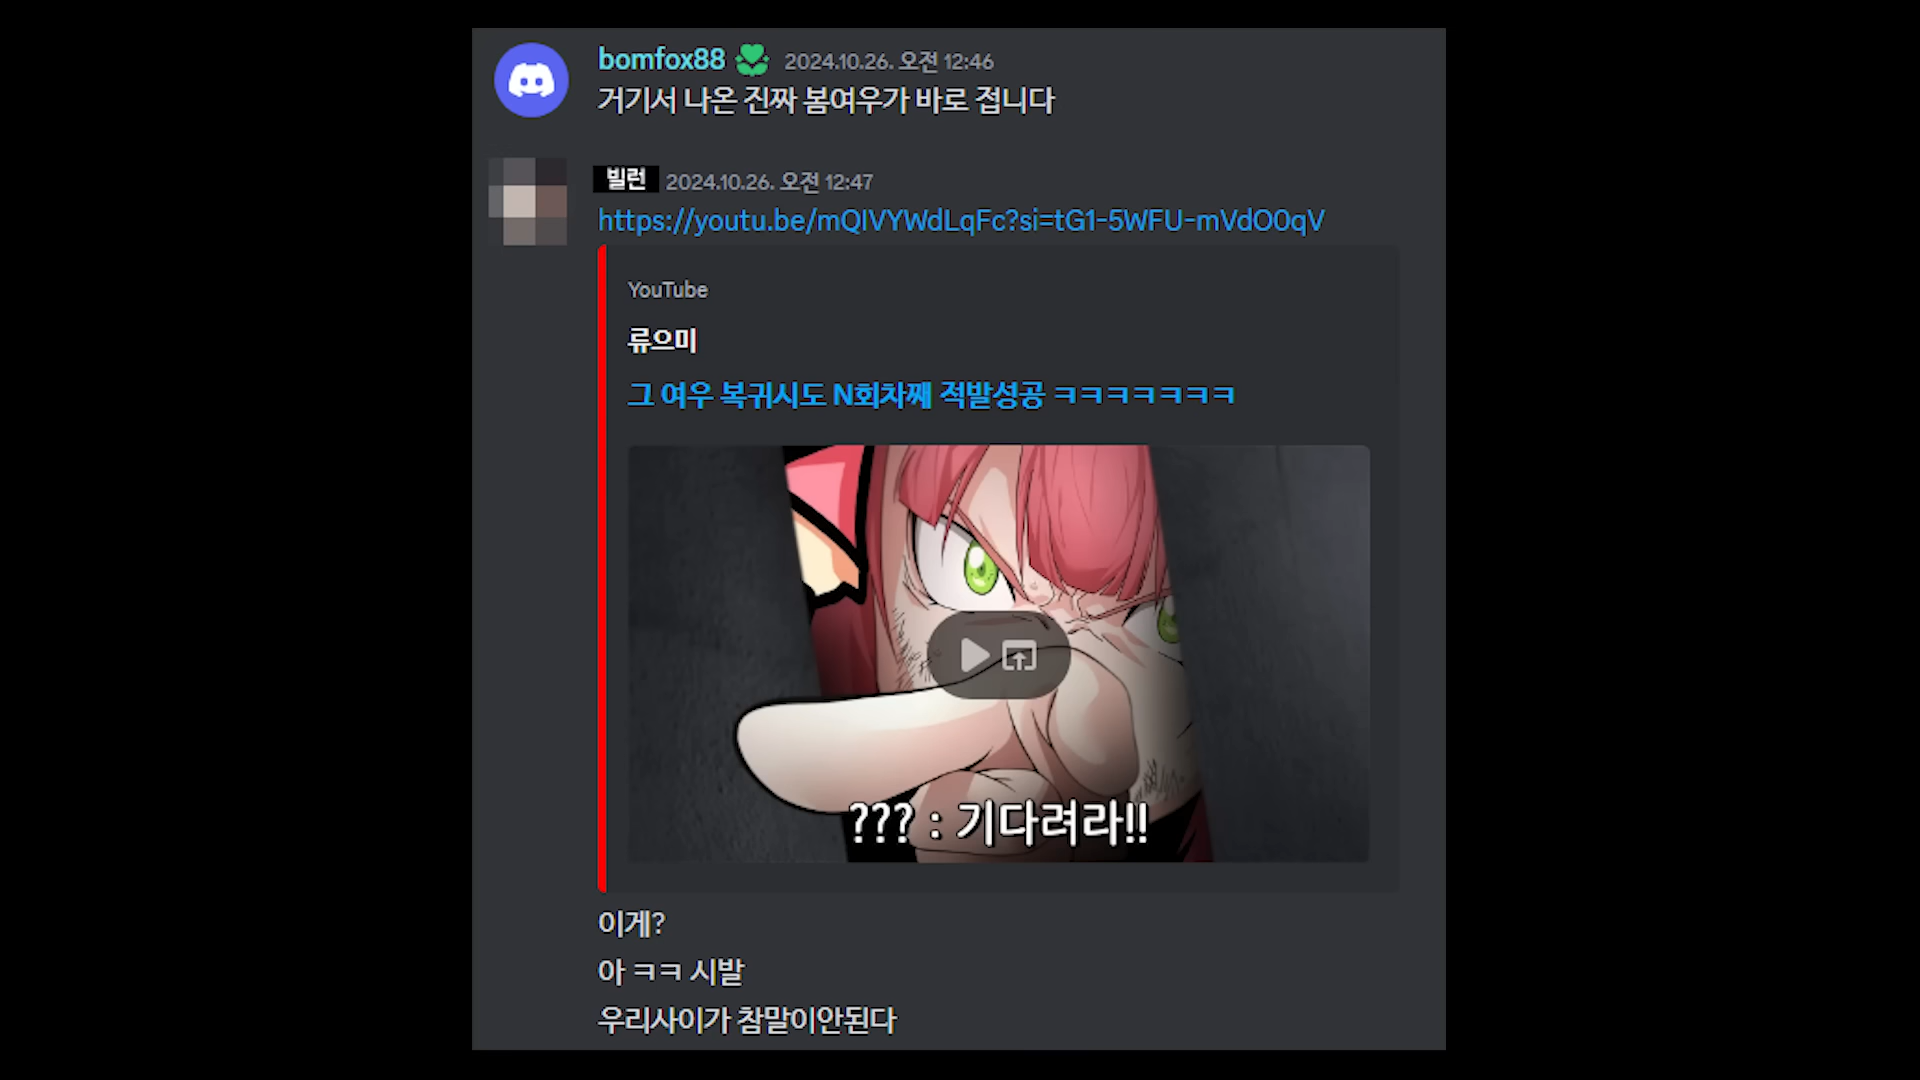 bomfox88 2024.10.26. 오전 12:46
거기서 나온 진짜 봄여우가 바로 접니다
빌런 2024.10.26. 오전 12:47
https://youtu.be/mQIVYWdLqFc?si=tG1-5WFU-mVdO0qV
YouTube
류으미
그 여우 복귀시도 N회차째 적발성공 ㅋㅋㅋㅋㅋㅋㅋ
??? : 기다려라!!
이게?
아 ㅋㅋ 시발
우리사이가 참말이안된다